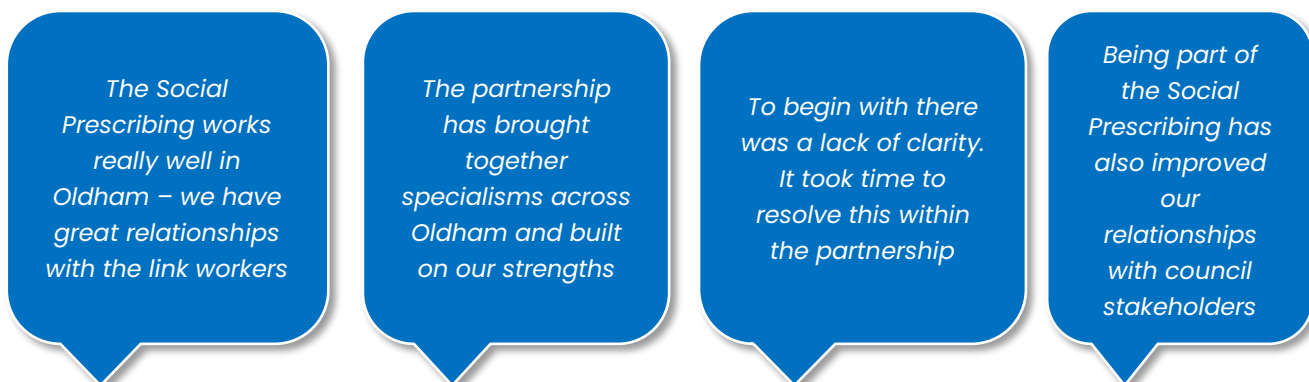 The Social
Prescribing works
really well in
Oldham – we have
great relationships
with the link workers
The partnership
has brought
together
specialisms across
Oldham and built
on our strengths
To begin with there
was a lack of clarity.
It took time to
resolve this within
the partnership
Being part of
the Social
Prescribing has
also improved
our
relationships
with council
stakeholders